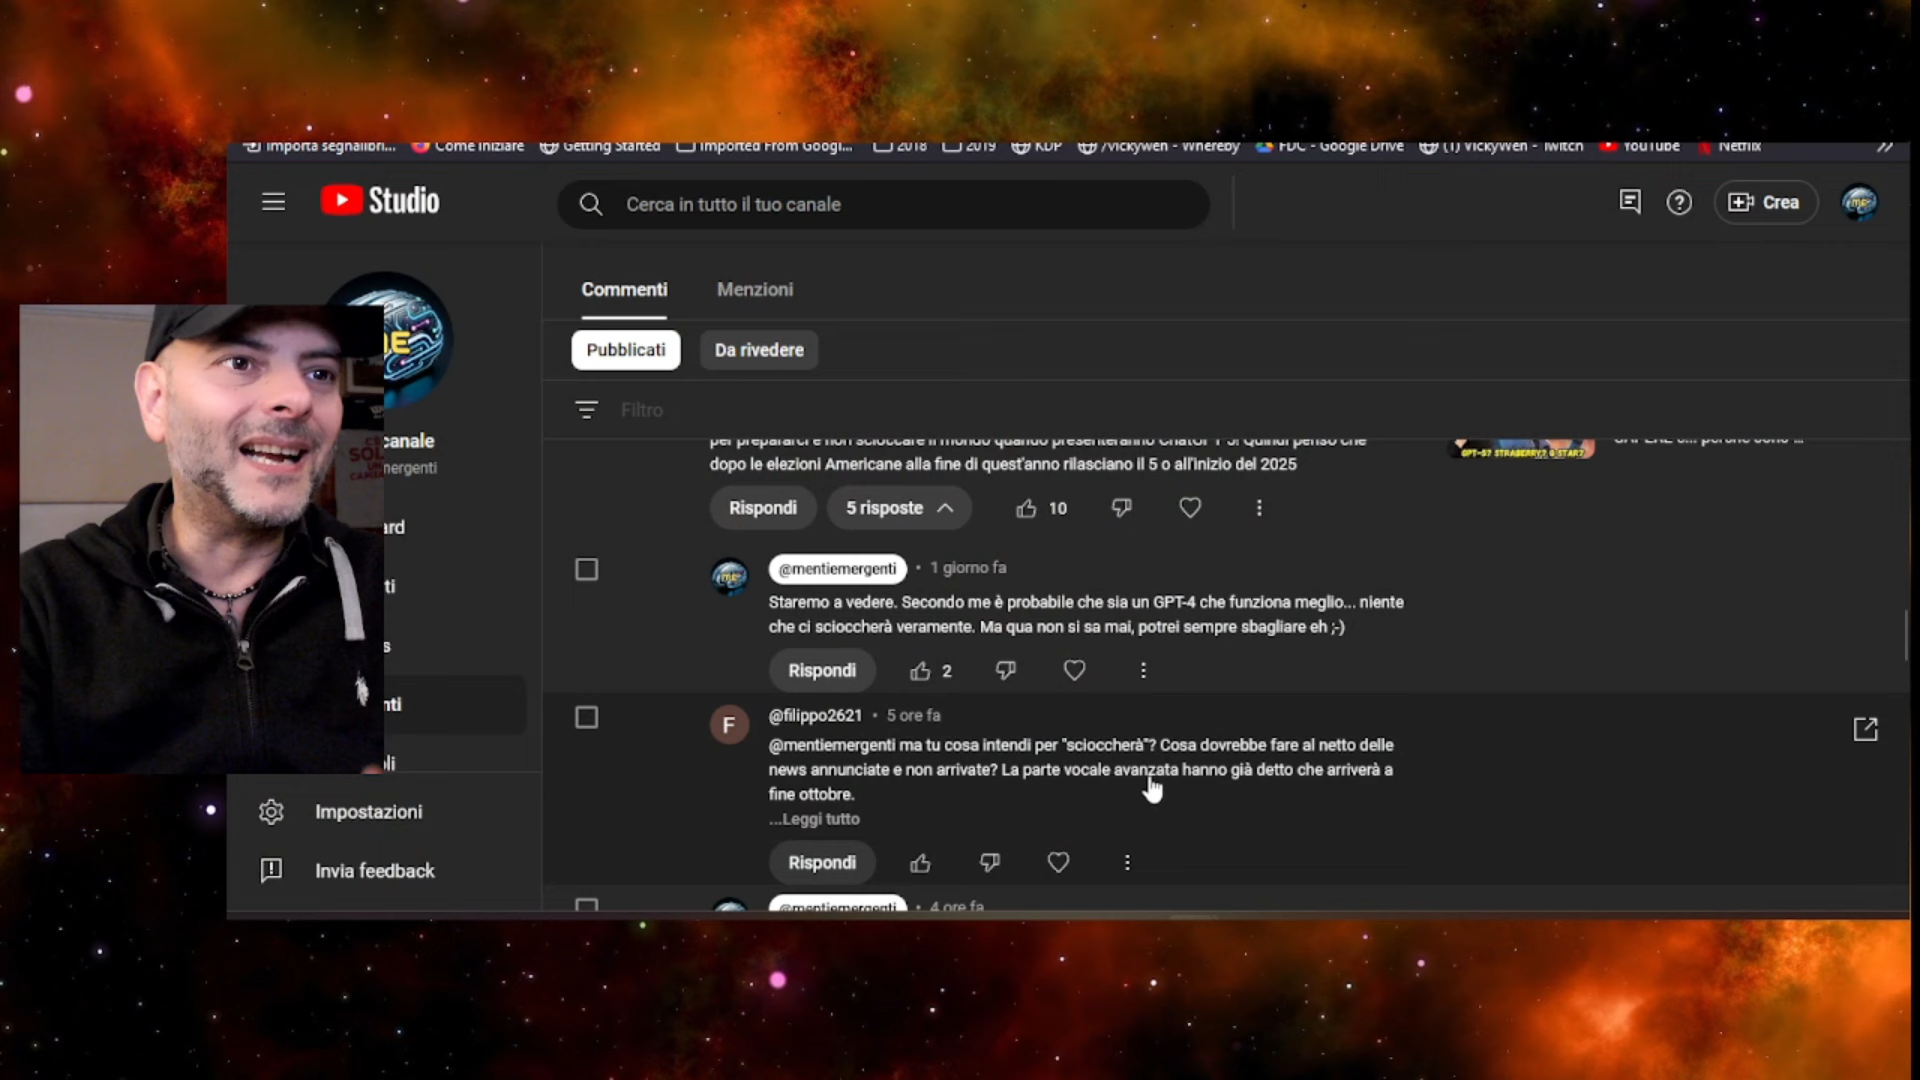 Importa segnalibri... Come iniziare Getting Started Imported From Googl... 2018 2019 KDP /vickywen - Whereby FDC - Google Drive (1) VickyWen - Twitch YouTube Netflix
Studio
Cerca in tutto il tuo canale
Crea
Commenti Menzioni
Pubblicati Da rivedere
Filtro
per prepararci e non scioccare il mondo quando presenteranno ChatGPT 5! Quindi penso che
dopo le elezioni Americane alla fine di quest'anno rilasciano il 5 o all'inizio del 2025
GPT-5? STRABERRY? Q STAR?
Rispondi 5 risposte 10
@mentiemergenti • 1 giorno fa
Staremo a vedere. Secondo me è probabile che sia un GPT-4 che funziona meglio... niente
che ci scioccherà veramente. Ma qua non si sa mai, potrei sempre sbagliare eh ;-)
Rispondi 2
F
@filippo2621 • 5 ore fa
@mentiemergenti ma tu cosa intendi per "scioccherà"? Cosa dovrebbe fare al netto delle
news annunciate e non arrivate? La parte vocale avanzata hanno già detto che arriverà a
fine ottobre.
...Leggi tutto
Rispondi
@mentiemergenti • 4 ore fa
canale
mergenti
ard
ti
s
nti
li
Impostazioni
Invia feedback